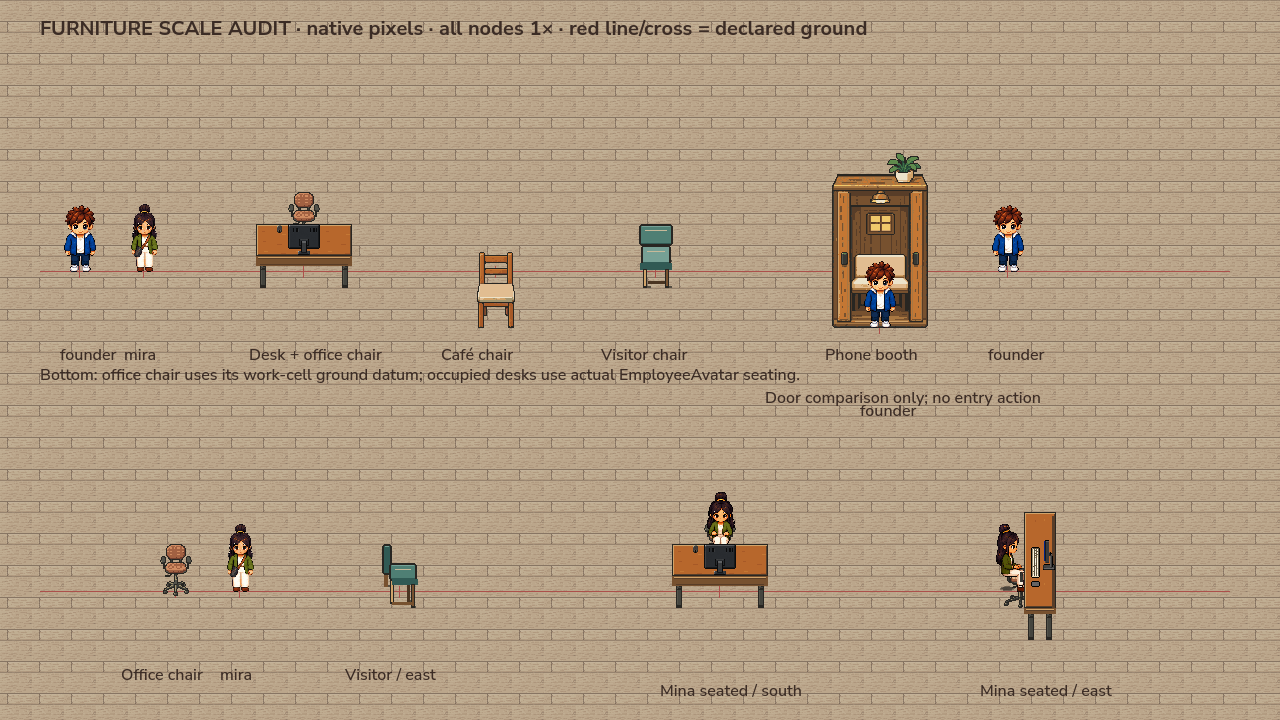 FURNITURE SCALE AUDIT · native pixels · all nodes 1× · red line/cross = declared ground
founder mira Desk + office chair Café chair Visitor chair Phone booth founder
Bottom: office chair uses its work-cell ground datum; occupied desks use actual EmployeeAvatar seating.
Door comparison only; no entry action
founder
Office chair mira Visitor / east
Mina seated / south Mina seated / east